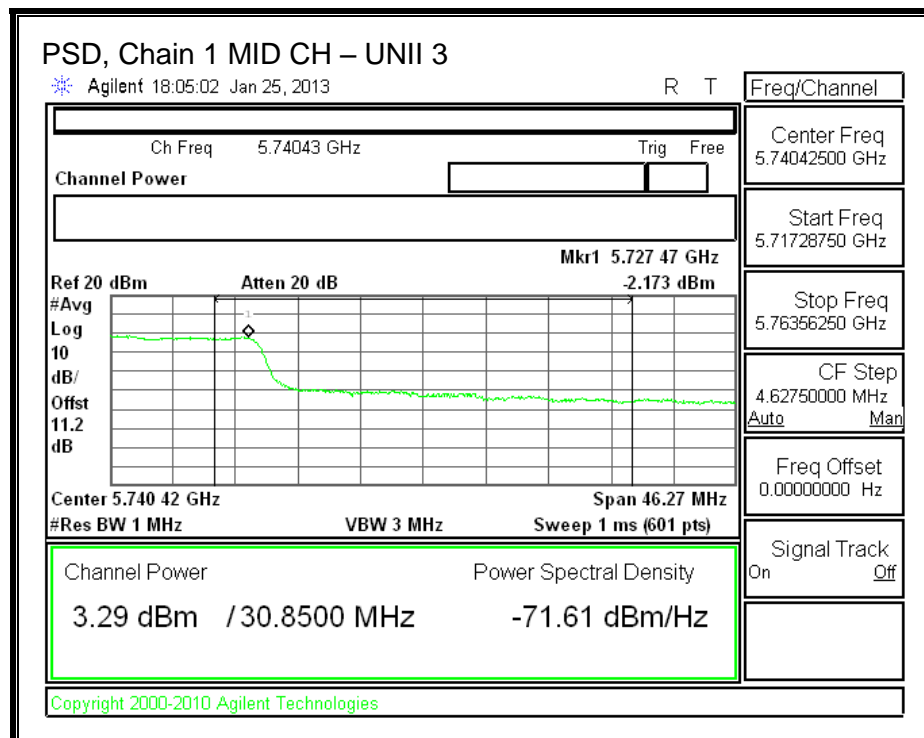 PSD, Chain 1 MID CH – UNII 3
Agilent 18:05:02 Jan 25, 2013 R T
Freq/Channel
Ch Freq 5.74043 GHz Trig Free
Channel Power
Center Freq
5.74042500 GHz
Start Freq
5.71728750 GHz
Stop Freq
5.76356250 GHz
CF Step
4.62750000 MHz
Auto Man
Freq Offset
0.00000000 Hz
Signal Track
On Off
Mkr1 5.727 47 GHz
Ref 20 dBm Atten 20 dB -2.173 dBm
#Avg
Log
10
dB/
Offst
11.2
dB
1
Center 5.740 42 GHz Span 46.27 MHz
#Res BW 1 MHz VBW 3 MHz Sweep 1 ms (601 pts)
Channel Power Power Spectral Density
3.29 dBm /30.8500 MHz -71.61 dBm/Hz
Copyright 2000-2010 Agilent Technologies